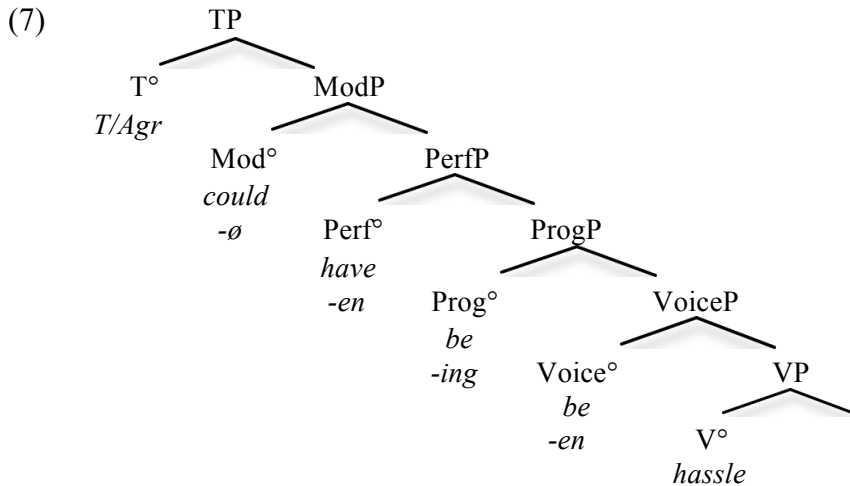 (7) TP
T° ModP
T/Agr
Mod° PerfP
could
-ø Perf° ProgP
have
-en Prog° VoiceP
be
-ing Voice° VP
be
-en V°
hassle